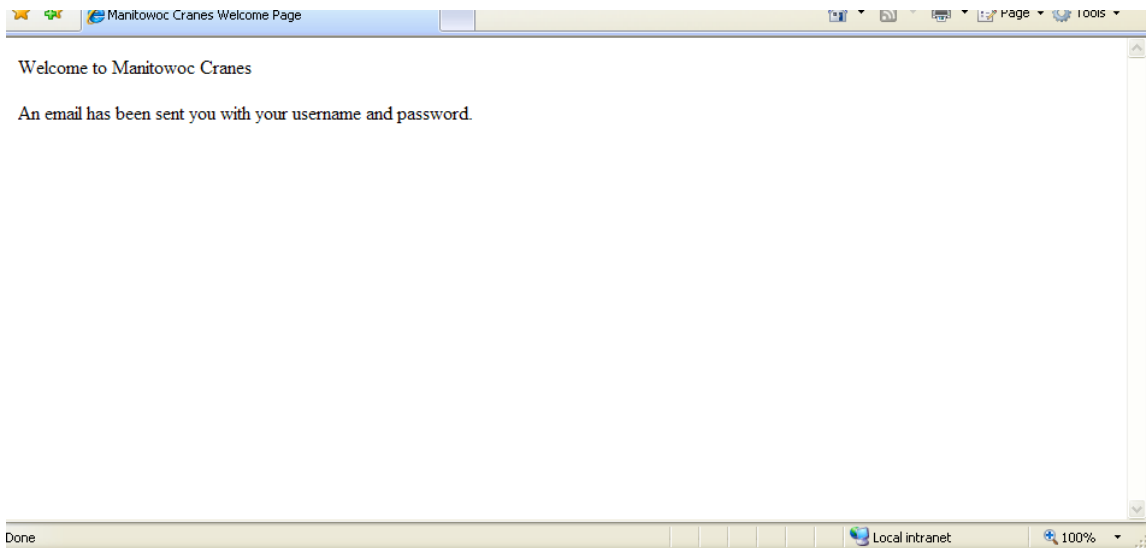 Manitowoc Cranes Welcome Page
Page
Tools
Welcome to Manitowoc Cranes
An email has been sent you with your username and password.
Done
Local intranet
100%